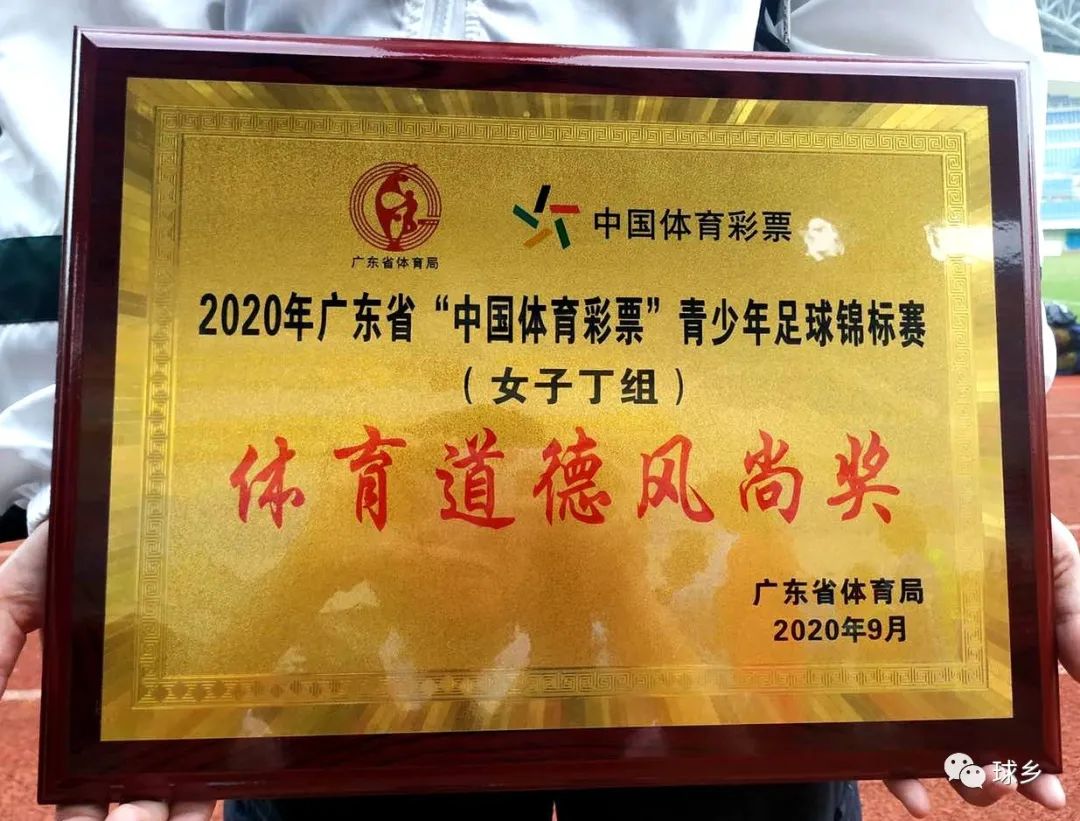 中国体育彩票
广东省体育局
2020年广东省“中国体育彩票”青少年足球锦标赛
（女子丁组）
体育道德风尚奖
广东省体育局
2020年9月
球乡